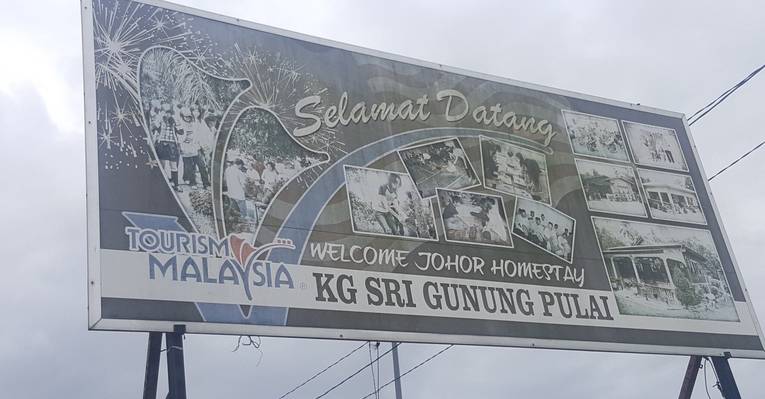 Selamat Datang
TOURISM
MALAYSIA ®
WELCOME JOHOR HOMESTAY
KG SRI GUNUNG PULAI